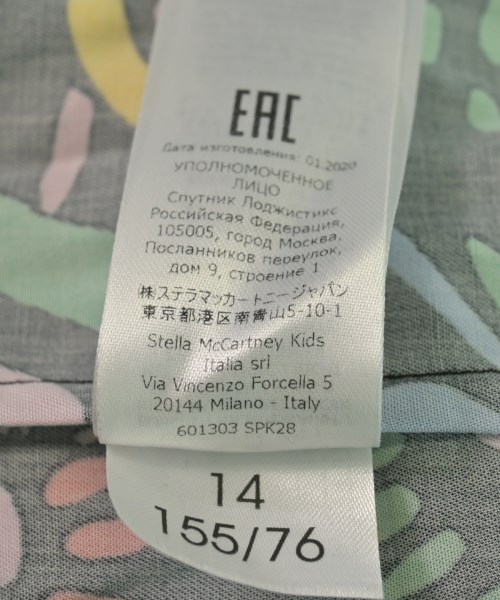 EAC
Дата изготовления: 01.2020
УПОЛНОМОЧЕННОЕ
ЛИЦО
Спутник Лоджистикс
Российская Федерация,
105005, город Москва,
Посланников переулок,
дом 9, строение 1
㈱ステラマッカートニージャパン
東京都港区南青山5-10-1
Stella McCartney Kids
Italia srl
Via Vincenzo Forcella 5
20144 Milano - Italy
601303 SPK28
14
155/76